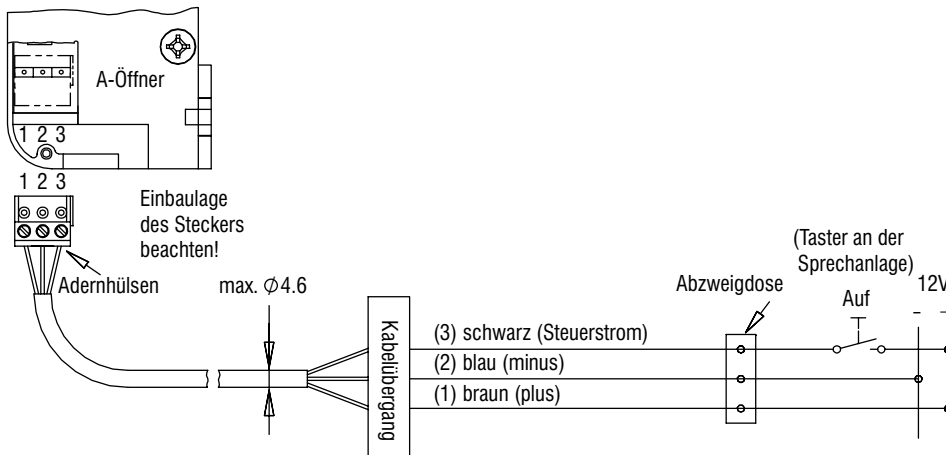 A-Öffner
1 2 3
1 2 3
Einbaulage
des Steckers
beachten!
Adernhülsen
max. ϕ4.6
Kabelübergang
(3) schwarz (Steuerstrom)
(2) blau (minus)
(1) braun (plus)
Abzweigdose
(Taster an der
Sprechanlage)
Auf
12V